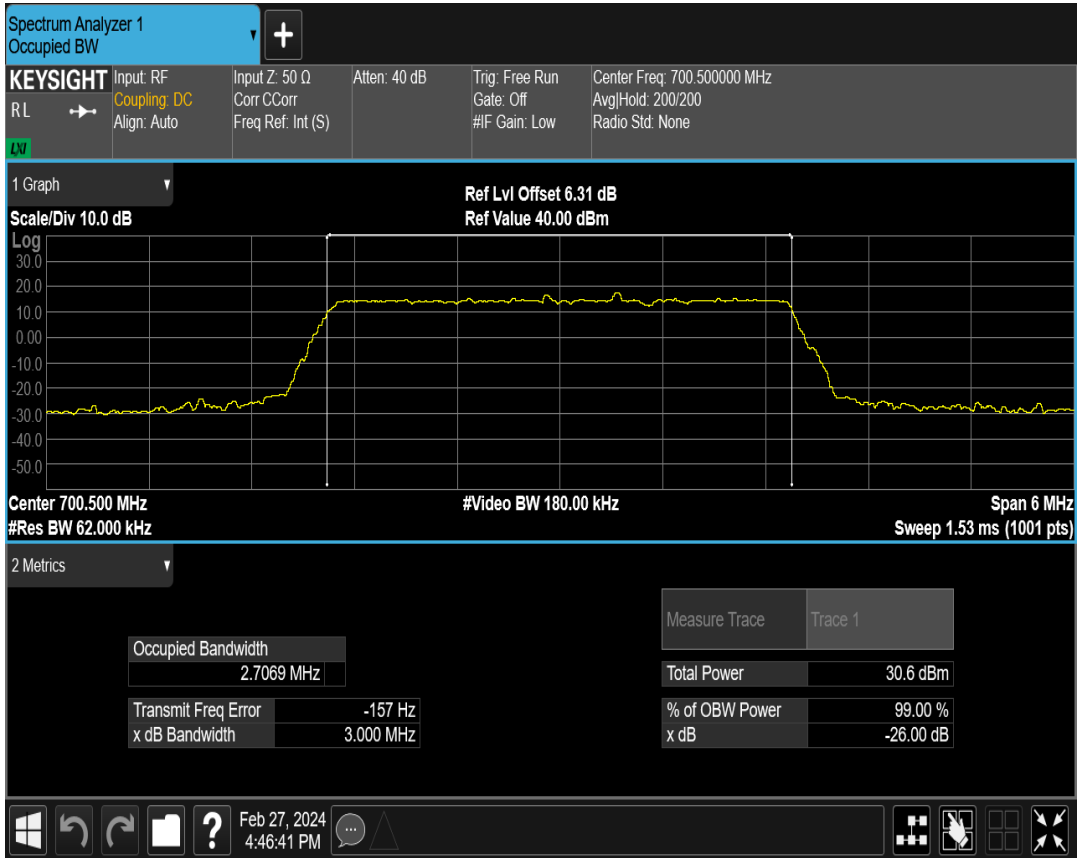 Spectrum Analyzer 1
Occupied BW
+
KEYSIGHT
RL
LXI
Input: RF
Coupling: DC
Align: Auto
Input Z: 50 Ω
Corr CCorr
Freq Ref: Int (S)
Atten: 40 dB
Trig: Free Run
Gate: Off
#IF Gain: Low
Center Freq: 700.500000 MHz
Avg|Hold: 200/200
Radio Std: None
1 Graph
Scale/Div 10.0 dB
Ref Lvl Offset 6.31 dB
Ref Value 40.00 dBm
Log
30.0
20.0
10.0
0.00
-10.0
-20.0
-30.0
-40.0
-50.0
Center 700.500 MHz
#Video BW 180.00 kHz
Span 6 MHz
#Res BW 62.000 kHz
Sweep 1.53 ms (1001 pts)
2 Metrics
Measure Trace
Trace 1
Occupied Bandwidth
2.7069 MHz
Total Power
30.6 dBm
Transmit Freq Error
-157 Hz
% of OBW Power
99.00 %
x dB Bandwidth
3.000 MHz
x dB
-26.00 dB
?
Feb 27, 2024
4:46:41 PM